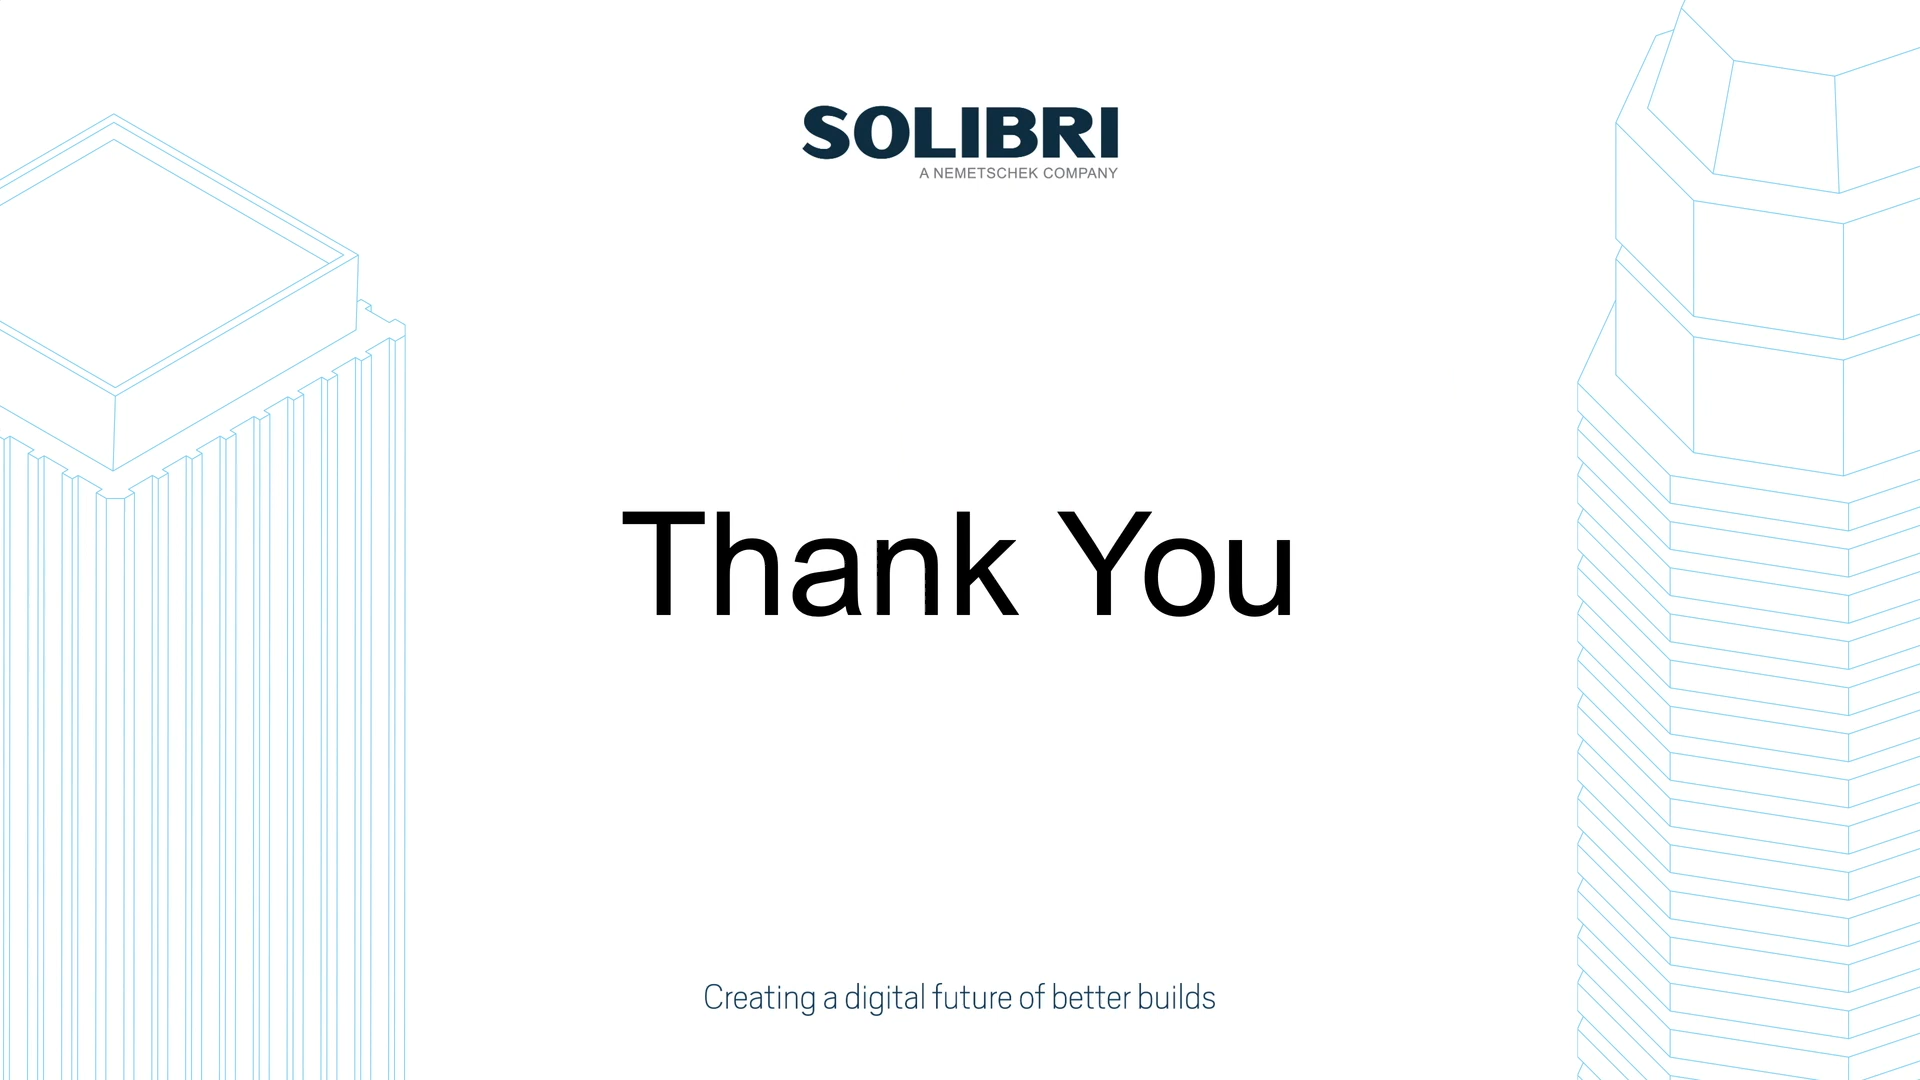 SOLIBRI
A NEMETSCHEK COMPANY
Thank You
Creating a digital future of better builds